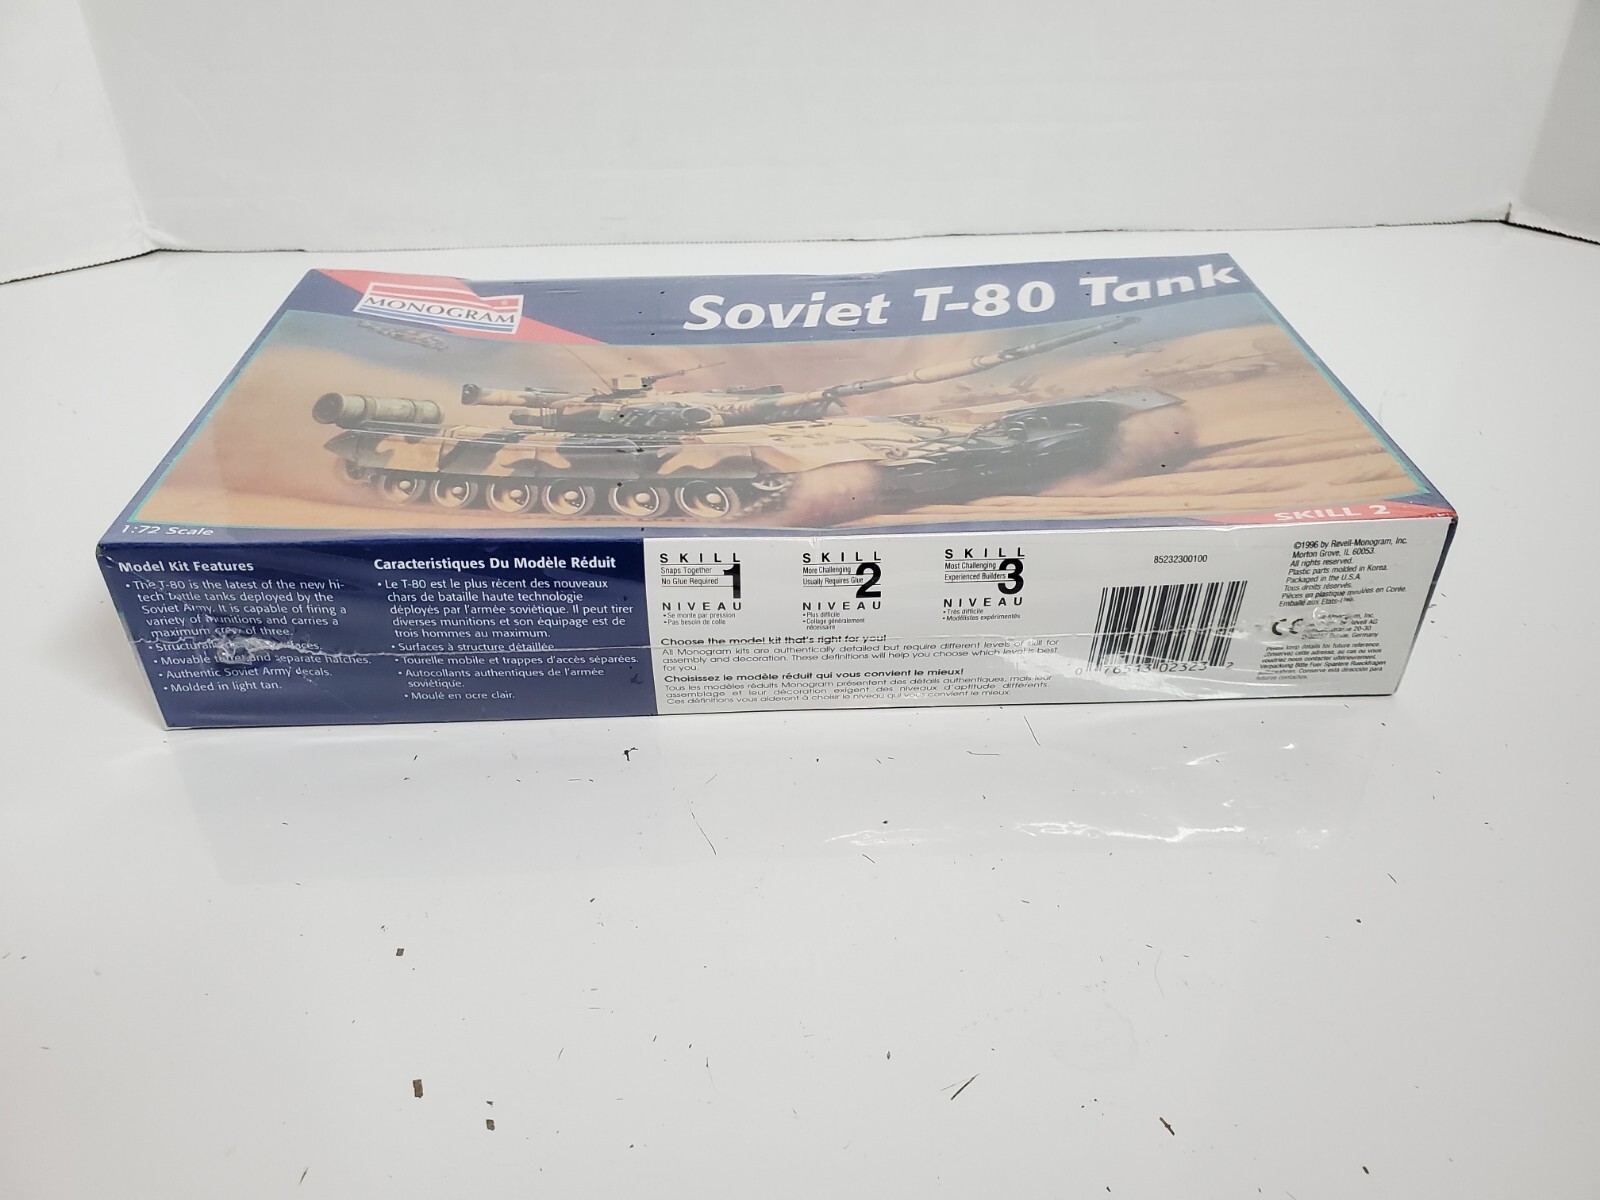 MONOGRAM
Soviet T-80 Tank
1:72 Scale
SKILL 2
Model Kit Features
• The T-80 is the latest of the new hi-
tech battle tanks deployed by the
Soviet Army. It is capable of firing a
variety of munitions and carries a
maximum crew of three.
• Movable turret and separate hatches.
• Authentic Soviet Army decals.
• Molded in light tan.
Caracteristiques Du Modèle Réduit
• Le T-80 est le plus récent des nouveaux
chars de bataille haute technologie
déployés par l'armée soviétique. Il peut tirer
diverses munitions et son équipage est de
trois hommes au maximum.
• Surfaces à structure détaillée
• Tourelle mobile et trappes d'accès séparées.
• Autocollants authentiques de l'armée
soviétique.
• Moulé en ocre clair.
SKILL 1
Snaps Together
No Glue Required
NIVEAU
• Se monte par pression
• Pas besoin de colle
SKILL 2
More Challenging
Usually Requires Glue
NIVEAU
• Plus difficile
• Collage généralement
nécessaire
SKILL 3
Most Challenging
Experienced Builders
NIVEAU
• Très difficile
• Modélistes expérimentés
Choose the model kit that's right for you!
All Monogram kits are authentically detailed but require different levels of skill for
assembly and decoration. These definitions will help you choose which level is best
for you.
Choisissez le modèle réduit qui vous convient le mieux!
Tous les modèles réduits Monogram présentent des détails authentiques, mais leur
assemblage et leur décoration exigent des niveaux d'aptitude différents.
Ces définitions vous aideront à choisir le niveau qui vous convient le mieux.
85232300100
02323
©1996 by Revell-Monogram, Inc.
Morton Grove, IL 60053.
All rights reserved.
Plastic parts molded in Korea.
Packaged in the U.S.A.
Tous droits réservés.
Pièces en plastique moulées en Corée.
CE
Germany
Please keep details for future reference